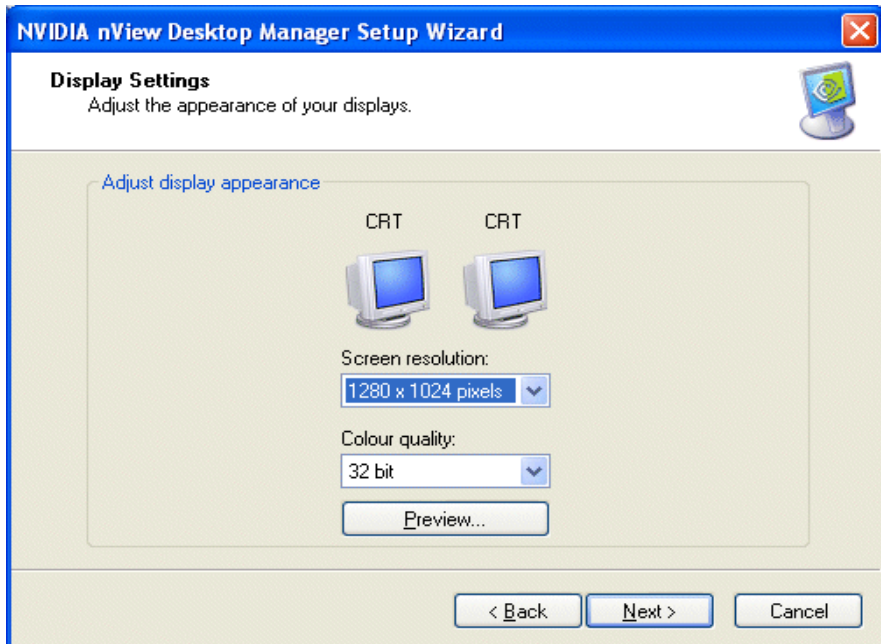 NVIDIA nView Desktop Manager Setup Wizard
Display Settings
Adjust the appearance of your displays.
Adjust display appearance
CRT CRT
Screen resolution:
1280 x 1024 pixels
Colour quality:
32 bit
Preview...
< Back Next > Cancel